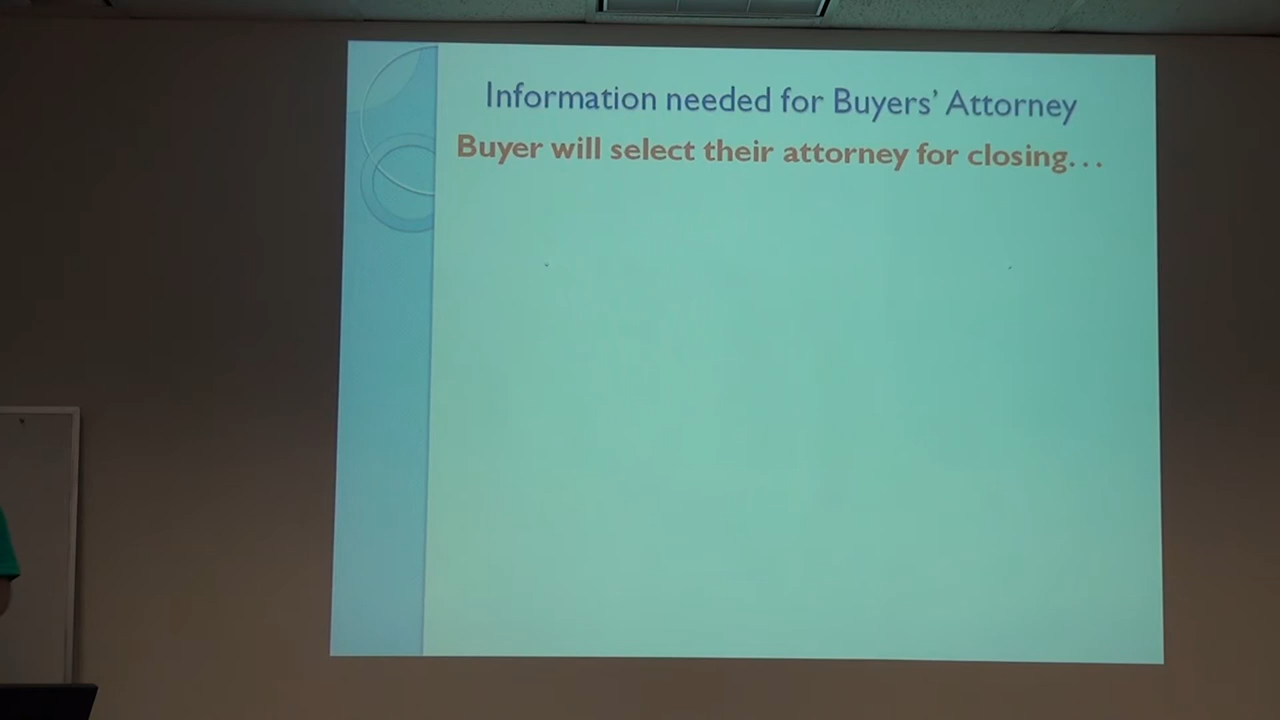 Information needed for Buyers’ Attorney
Buyer will select their attorney for closing...